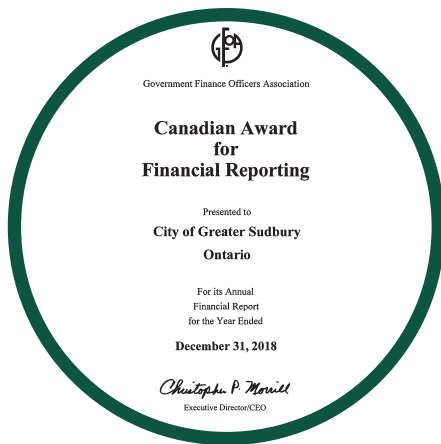 GFOA
Government Finance Officers Association
Canadian Award
for
Financial Reporting
Presented to
City of Greater Sudbury
Ontario
For its Annual
Financial Report
for the Year Ended
December 31, 2018
Christopher P. Morrill
Executive Director/CEO